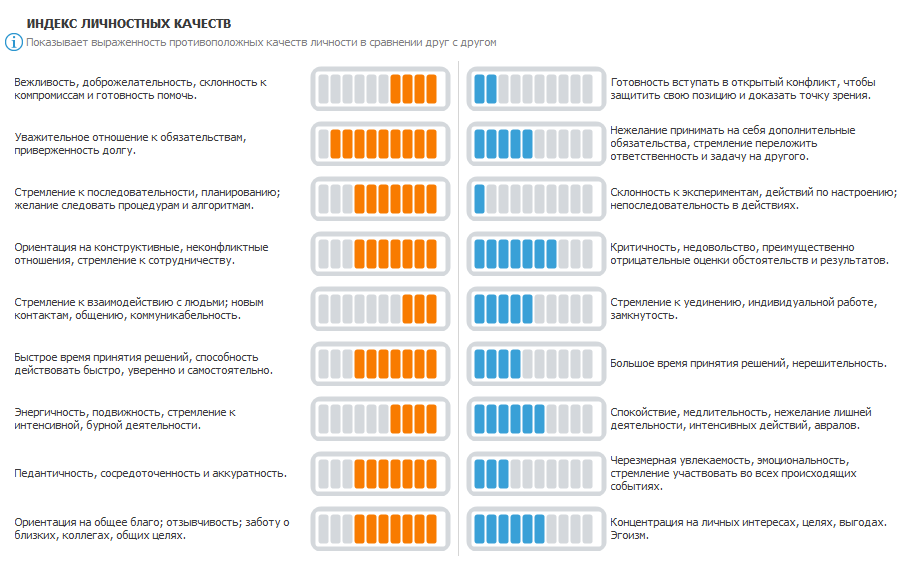 ИНДЕКС ЛИЧНОСТНЫХ КАЧЕСТВ
Показывает выраженность противоположных качеств личности в сравнении друг с другом
Вежливость, доброжелательность, склонность к
компромиссам и готовность помочь.
Готовность вступать в открытый конфликт, чтобы
защитить свою позицию и доказать точку зрения.
Уважительное отношение к обязательствам,
приверженность долгу.
Нежелание принимать на себя дополнительные
обязательства, стремление переложить
ответственность и задачу на другого.
Стремление к последовательности, планированию;
желание следовать процедурам и алгоритмам.
Склонность к экспериментам, действий по настроению;
непоследовательность в действиях.
Ориентация на конструктивные, неконфликтные
отношения, стремление к сотрудничеству.
Критичность, недовольство, преимущественно
отрицательные оценки обстоятельств и результатов.
Стремление к взаимодействию с людьми; новым
контактам, общению, коммуникабельность.
Стремление к уединению, индивидуальной работе,
замкнутость.
Быстрое время принятия решений, способность
действовать быстро, уверенно и самостоятельно.
Большое время принятия решений, нерешительность.
Энергичность, подвижность, стремление к
интенсивной, бурной деятельности.
Спокойствие, медлительность, нежелание лишней
деятельности, интенсивных действий, авралов.
Педантичность, сосредоточенность и аккуратность.
Черезмерная увлекаемость, эмоциональность,
стремление участвовать во всех происходящих
событиях.
Ориентация на общее благо; отзывчивость; заботу о
близких, коллегах, общих целях.
Концентрация на личных интересах, целях, выгодах.
Эгоизм.